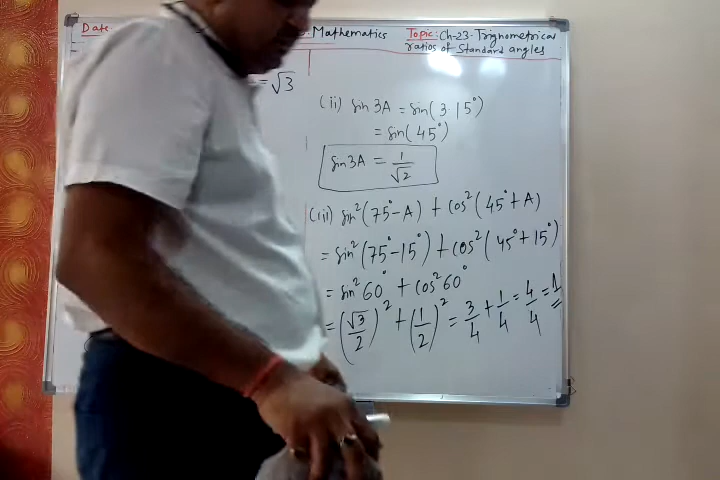 Date
Mathematics
Topic:Ch-23-Trignometrical
ratios of Standard angles
= √3
(ii) sin 3A = sin(3·15°)
= sin(45°)
sin3A = 1/√2
(iii) sin²(75°-A) + cos²(45°+A)
= sin²(75°-15°) + cos²(45°+15°)
= sin²60° + cos²60°
= (√3/2)² + (1/2)² = 3/4 + 1/4 = 4/4 = 1